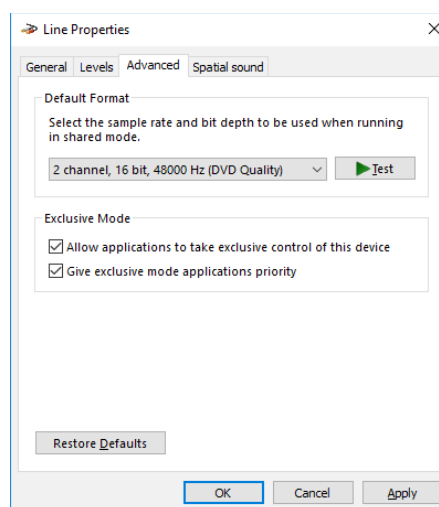 Line Properties
General Levels Advanced Spatial sound
Default Format
Select the sample rate and bit depth to be used when running
in shared mode.
2 channel, 16 bit, 48000 Hz (DVD Quality)
Test
Exclusive Mode
Allow applications to take exclusive control of this device
Give exclusive mode applications priority
Restore Defaults
OK Cancel Apply